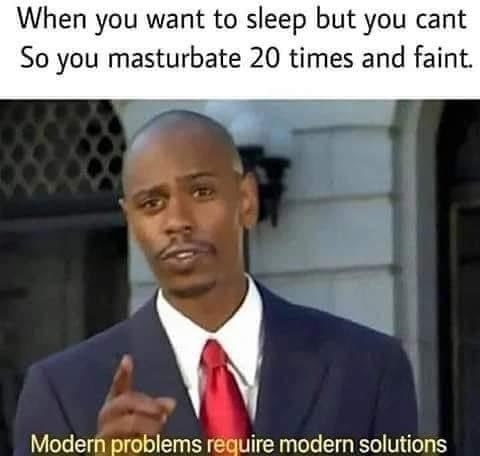 When you want to sleep but you cant
So you masturbate 20 times and faint.
Modern problems require modern solutions